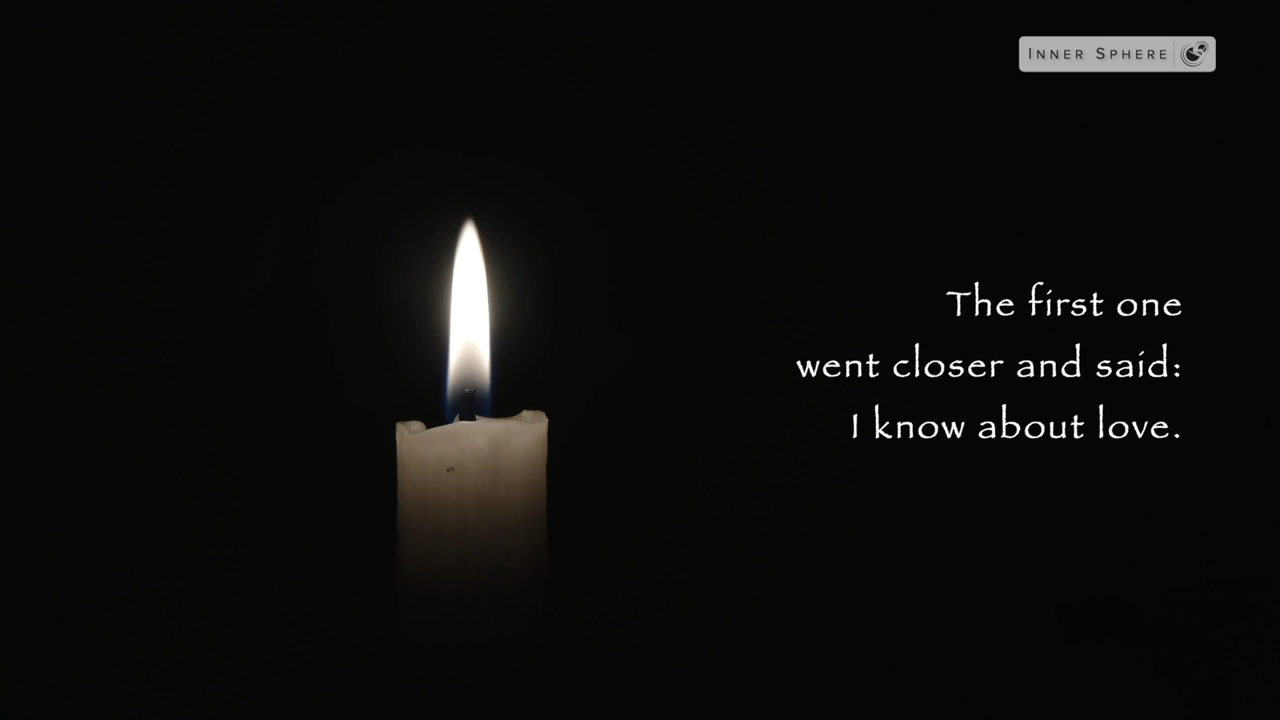 INNER SPHERE
The first one
went closer and said:
I know about love.